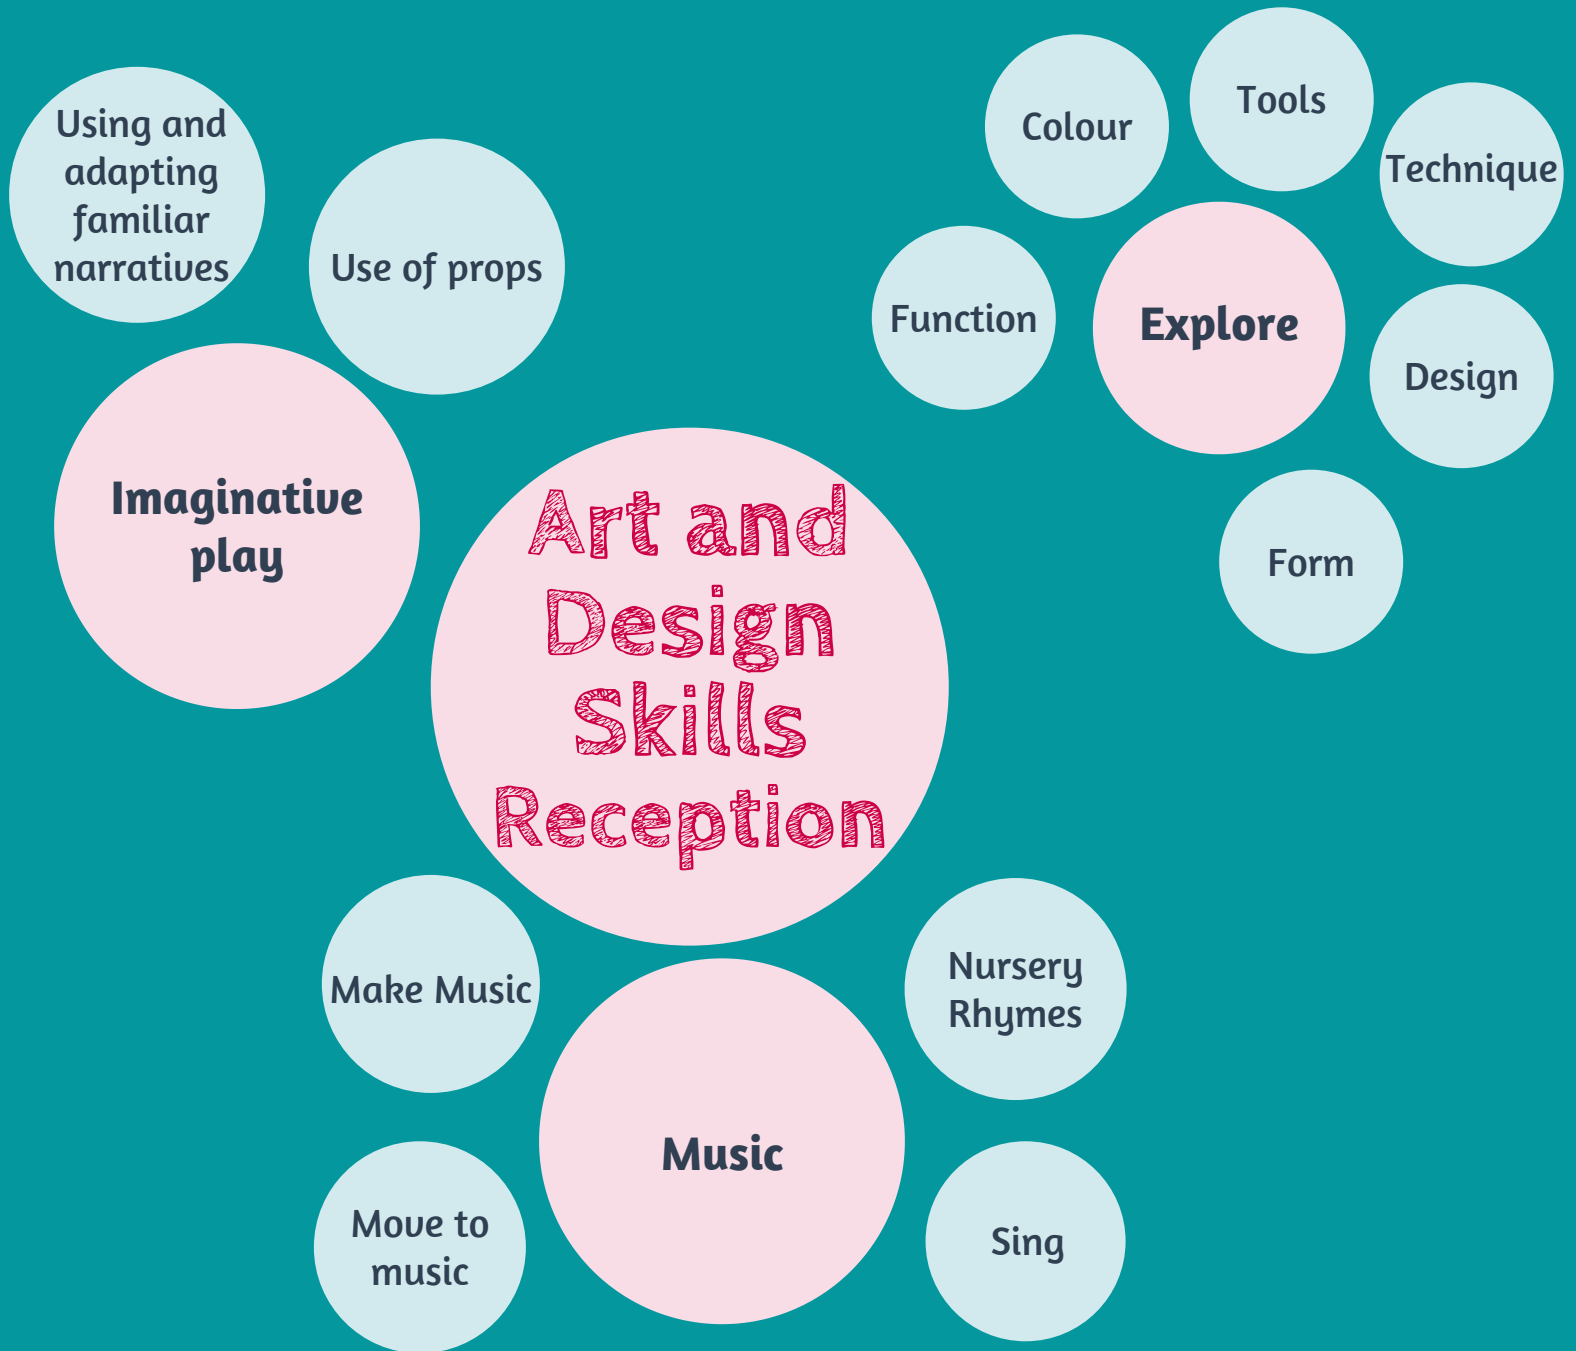 Using and
adapting
familiar
narratives
Use of props
Imaginative
play
Colour
Tools
Technique
Function
Explore
Design
Form
Art and
Design
Skills
Reception
Make Music
Nursery
Rhymes
Music
Move to
music
Sing